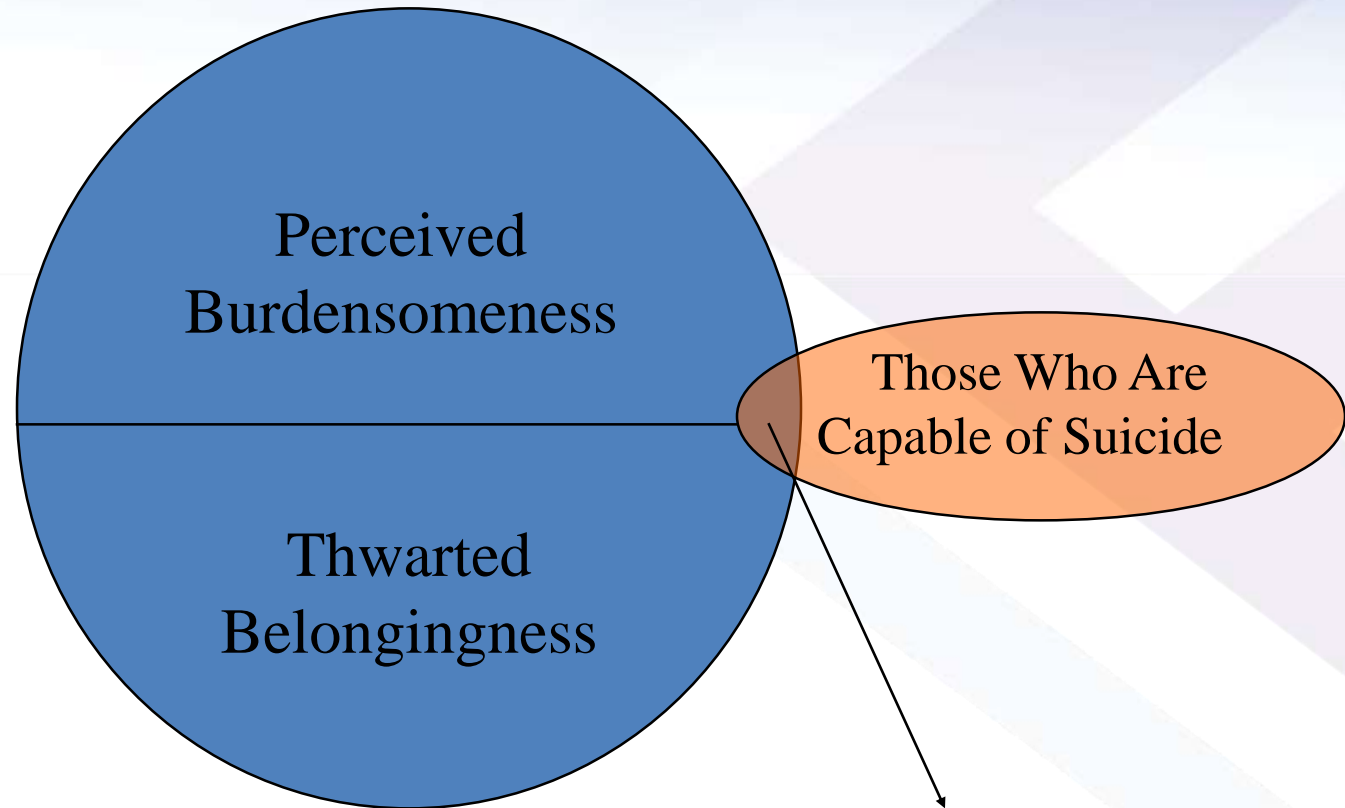 Perceived
Burdensomeness
Those Who Are
Capable of Suicide
Thwarted
Belongingness